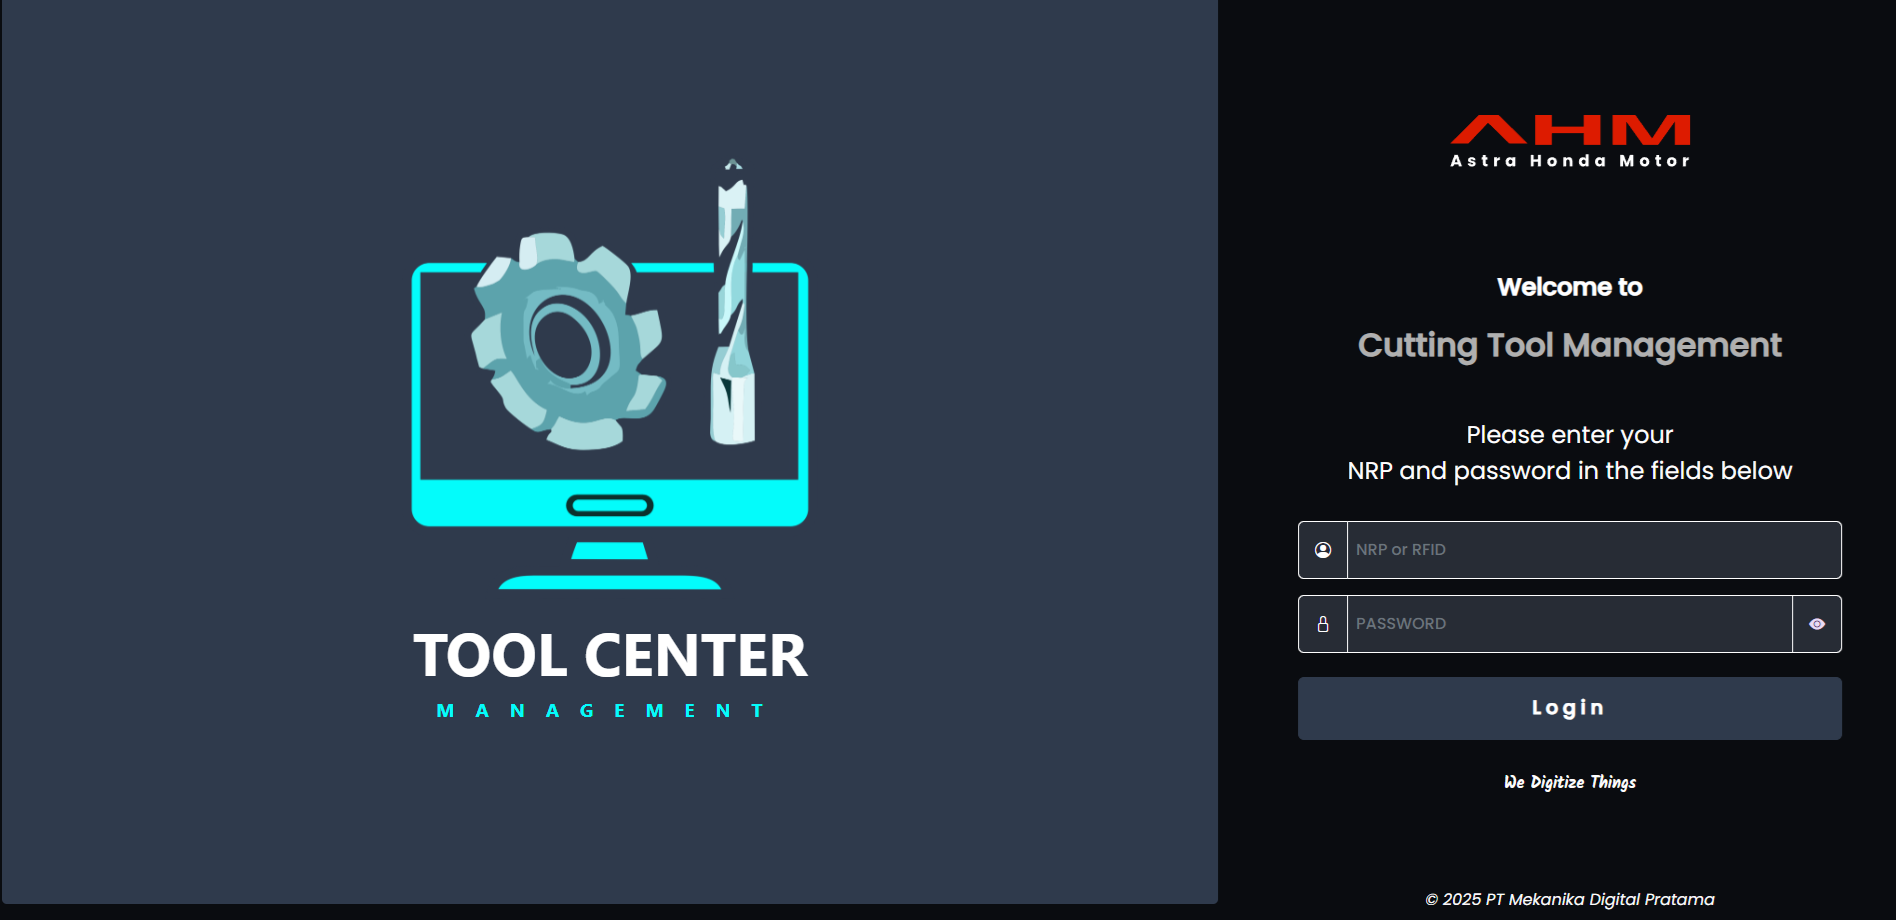 TOOL CENTER
MANAGEMENT
AHM
Astra Honda Motor
Welcome to
Cutting Tool Management
Please enter your
NRP and password in the fields below
NRP or RFID
PASSWORD
Login
We Digitize Things
© 2025 PT Mekanika Digital Pratama